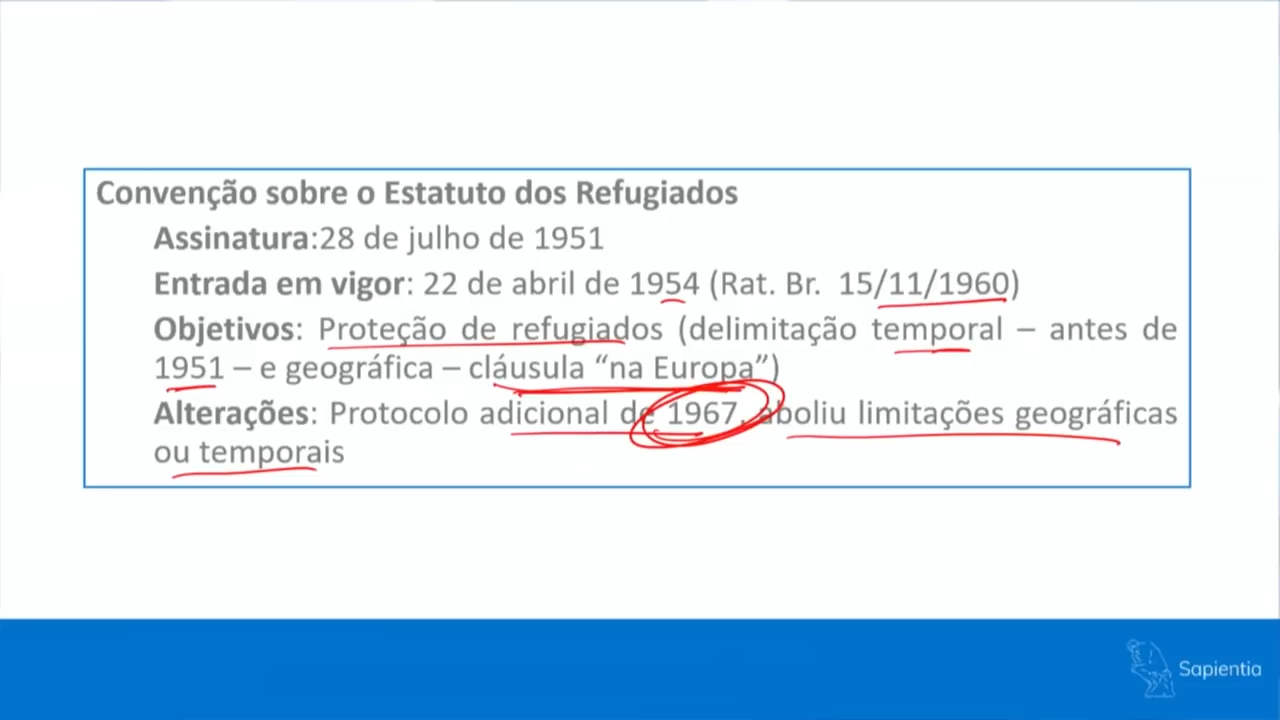 Convenção sobre o Estatuto dos Refugiados
Assinatura:28 de julho de 1951
Entrada em vigor: 22 de abril de 1954 (Rat. Br. 15/11/1960)
Objetivos: Proteção de refugiados (delimitação temporal – antes de
1951 – e geográfica – cláusula “na Europa”)
Alterações: Protocolo adicional de 1967, aboliu limitações geográficas
ou temporais
Sapientia